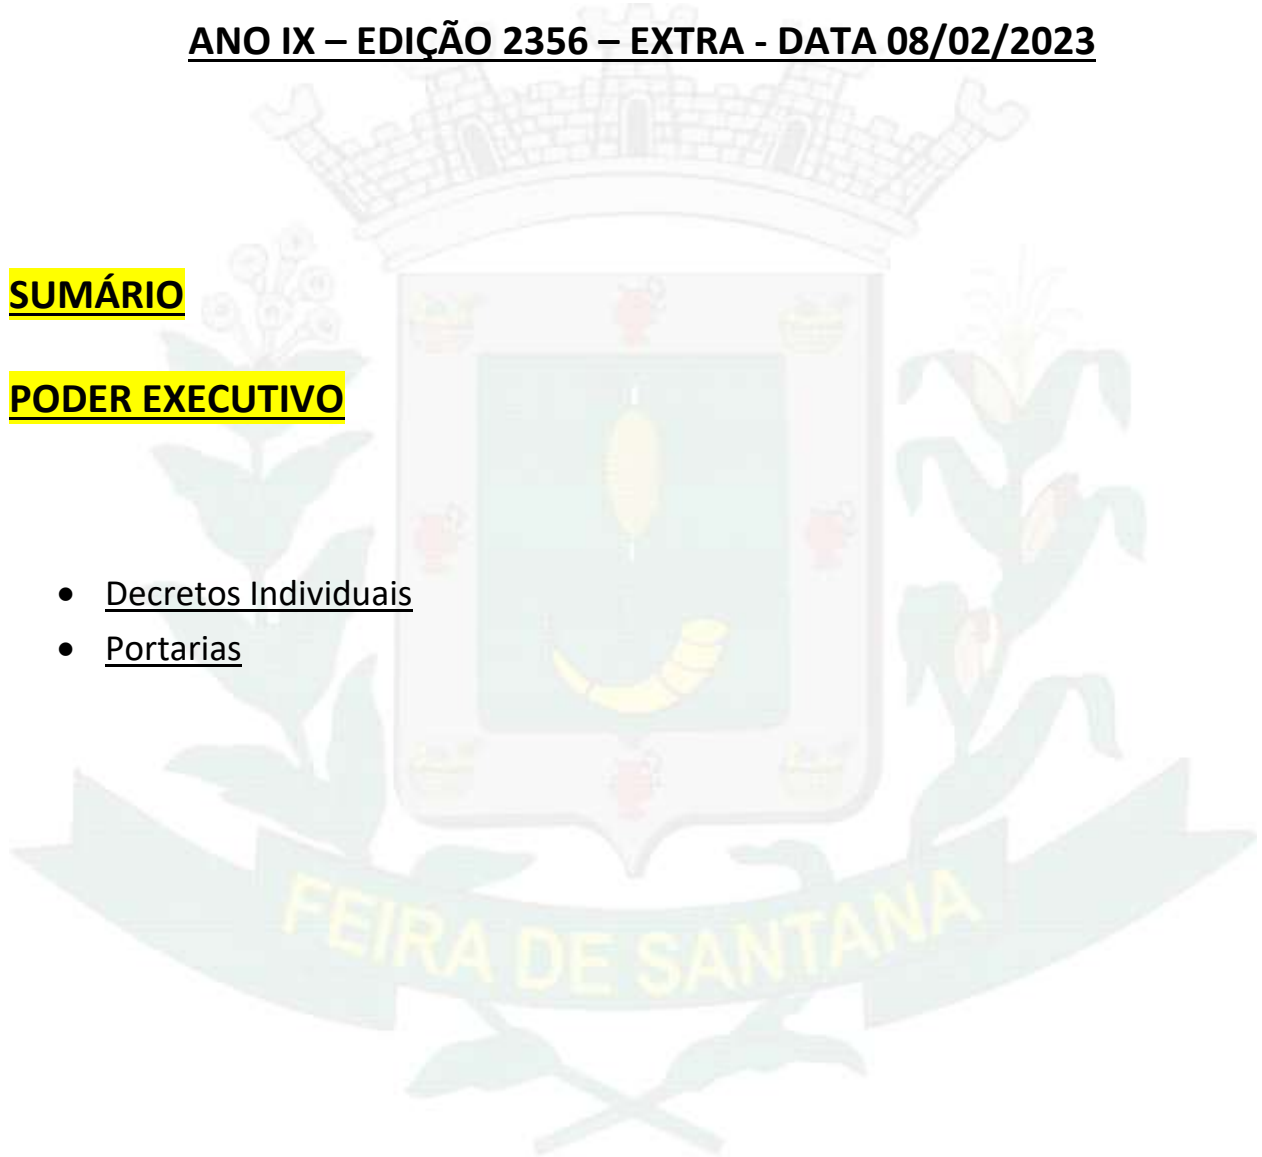 ANO IX – EDIÇÃO 2356 – EXTRA - DATA 08/02/2023
SUMÁRIO
PODER EXECUTIVO
• Decretos Individuais
• Portarias
FEIRA DE SANTANA